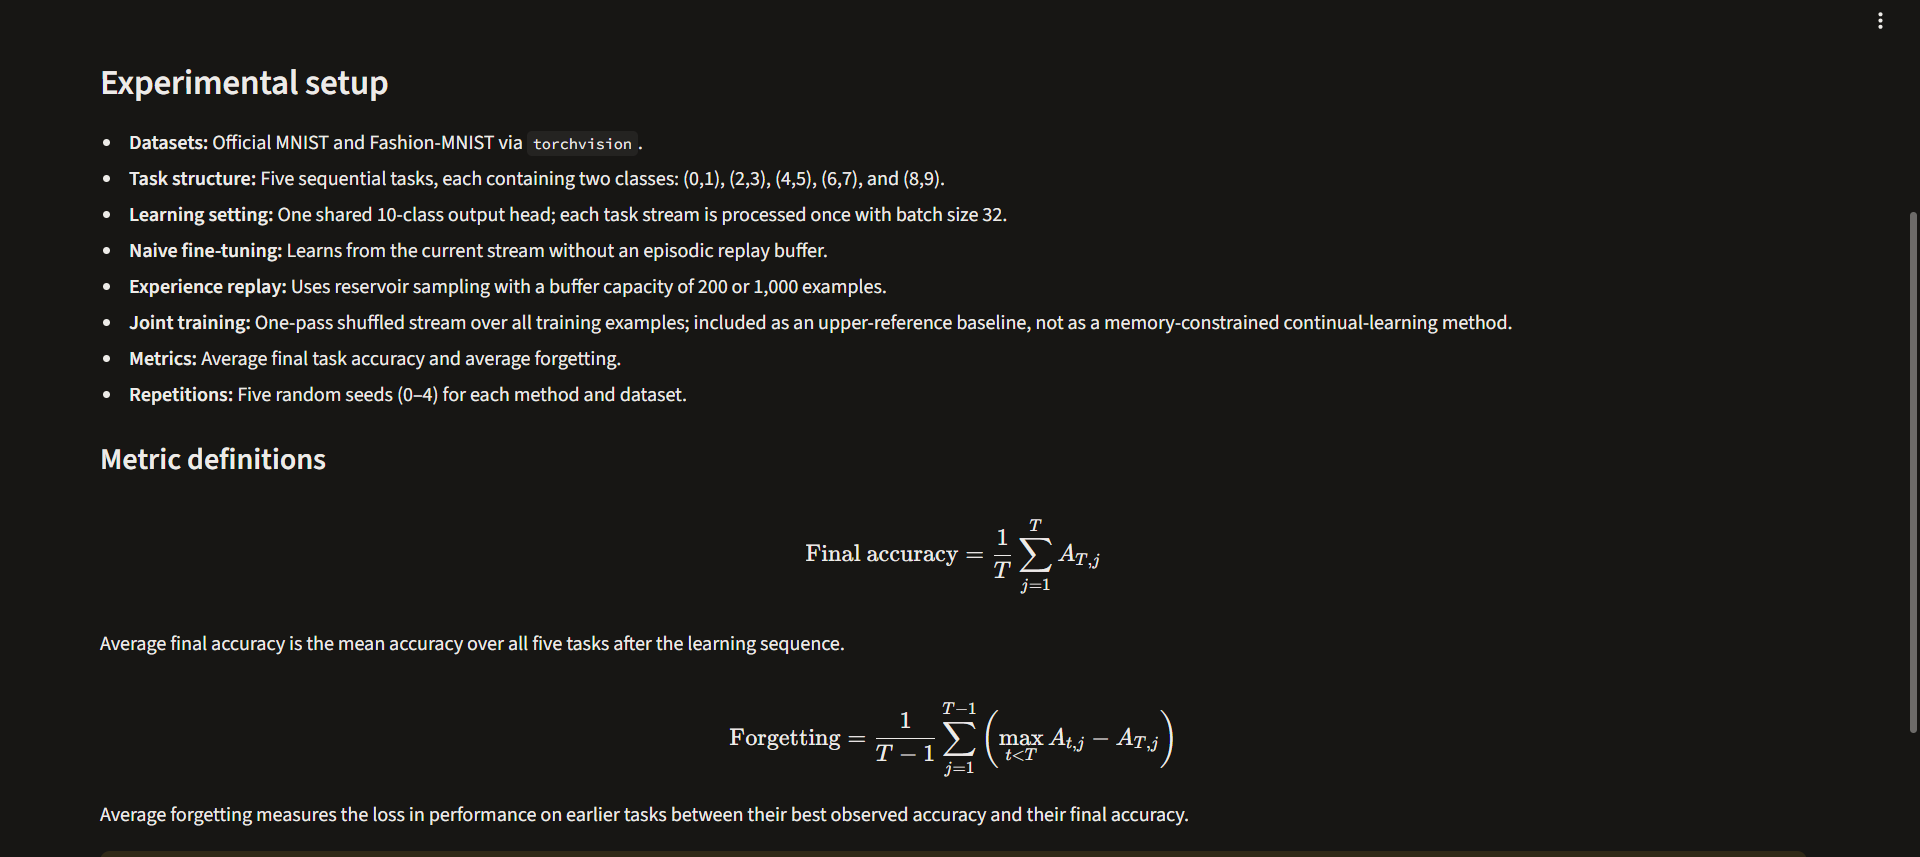 Experimental setup
• Datasets: Official MNIST and Fashion-MNIST via torchvision.
• Task structure: Five sequential tasks, each containing two classes: (0,1), (2,3), (4,5), (6,7), and (8,9).
• Learning setting: One shared 10-class output head; each task stream is processed once with batch size 32.
• Naive fine-tuning: Learns from the current stream without an episodic replay buffer.
• Experience replay: Uses reservoir sampling with a buffer capacity of 200 or 1,000 examples.
• Joint training: One-pass shuffled stream over all training examples; included as an upper-reference baseline, not as a memory-constrained continual-learning method.
• Metrics: Average final task accuracy and average forgetting.
• Repetitions: Five random seeds (0–4) for each method and dataset.
Metric definitions
Final accuracy = \frac{1}{T} \sum_{j=1}^{T} A_{T,j}
Average final accuracy is the mean accuracy over all five tasks after the learning sequence.
Forgetting = \frac{1}{T-1} \sum_{j=1}^{T-1} \left( \max_{t<T} A_{t,j} - A_{T,j} \right)
Average forgetting measures the loss in performance on earlier tasks between their best observed accuracy and their final accuracy.